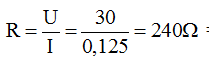 R = U/I = 30/0,125 = 240Ω =